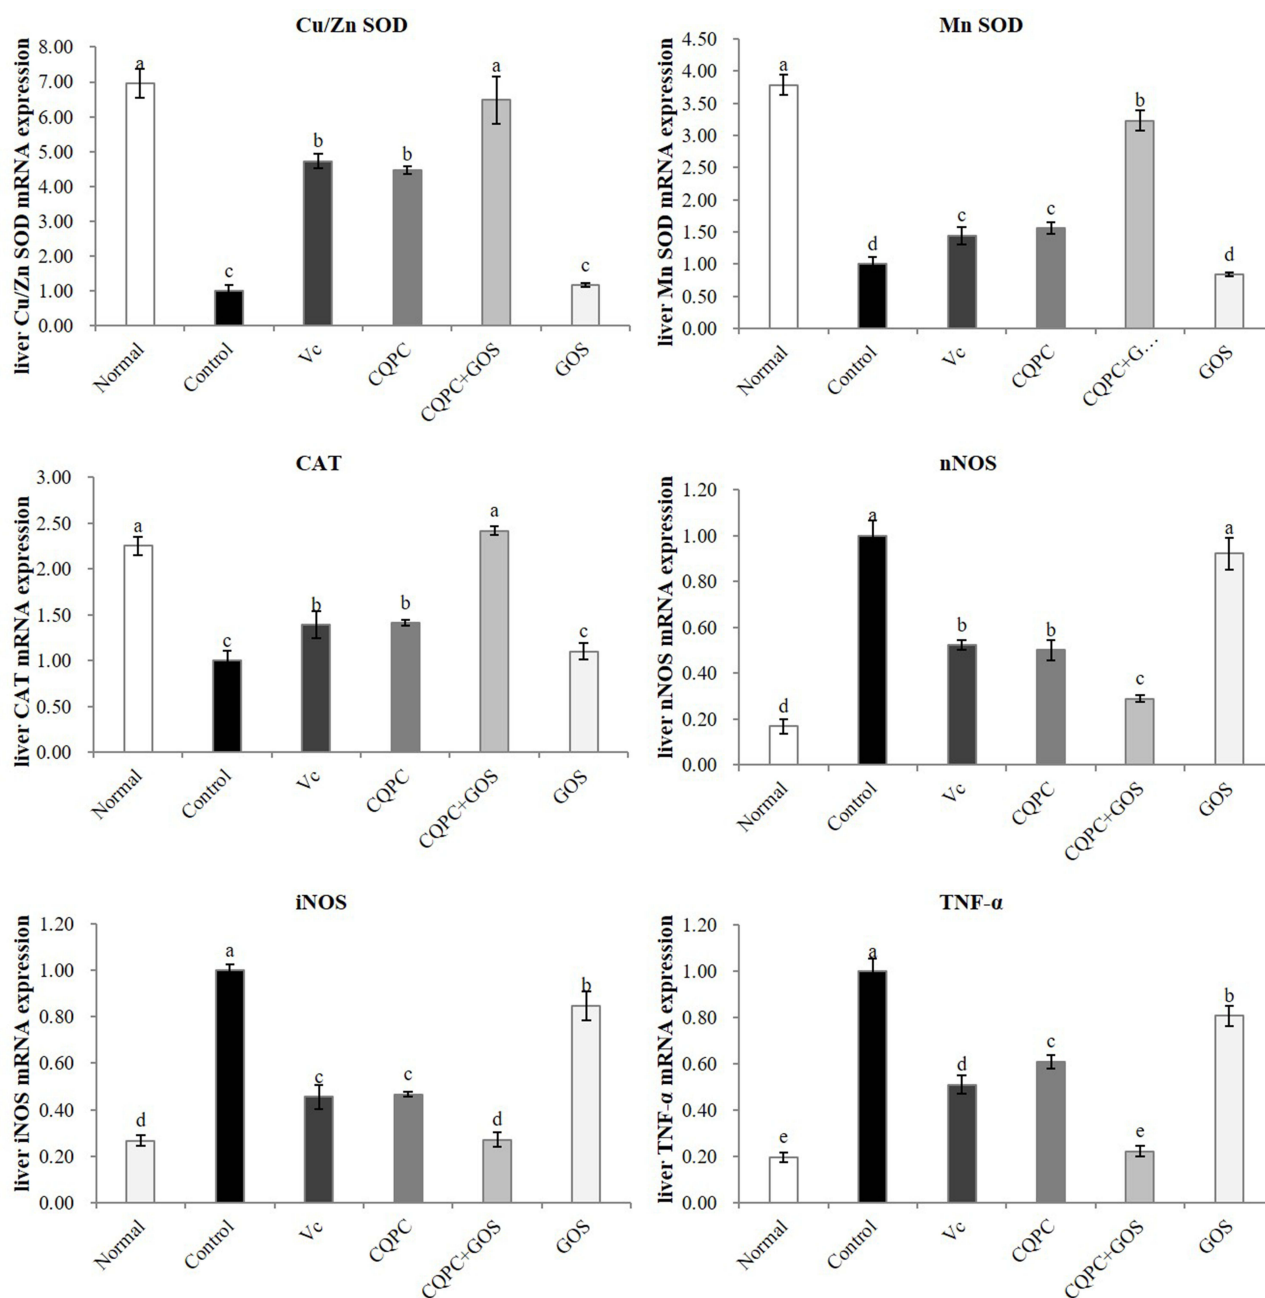 Cu/Zn SOD
liver Cu/Zn SOD mRNA expression
8.00
7.00
6.00
5.00
4.00
3.00
2.00
1.00
0.00
a
c
b
b
a
c
Normal
Control
Vc
CQPC
CQPC+GOS
GOS
Mn SOD
liver Mn SOD mRNA expression
4.50
4.00
3.50
3.00
2.50
2.00
1.50
1.00
0.50
0.00
a
d
c
c
b
d
Normal
Control
Vc
CQPC
CQPC+G...
GOS
CAT
liver CAT mRNA expression
3.00
2.50
2.00
1.50
1.00
0.50
0.00
a
c
b
b
a
c
Normal
Control
Vc
CQPC
CQPC+GOS
GOS
nNOS
liver nNOS mRNA expression
1.20
1.00
0.80
0.60
0.40
0.20
0.00
d
a
b
b
c
a
Normal
Control
Vc
CQPC
CQPC+GOS
GOS
iNOS
liver iNOS mRNA expression
1.20
1.00
0.80
0.60
0.40
0.20
0.00
d
a
c
c
d
b
Normal
Control
Vc
CQPC
CQPC+GOS
GOS
TNF-α
liver TNF-α mRNA expression
1.20
1.00
0.80
0.60
0.40
0.20
0.00
e
a
d
c
e
b
Normal
Control
Vc
CQPC
CQPC+GOS
GOS